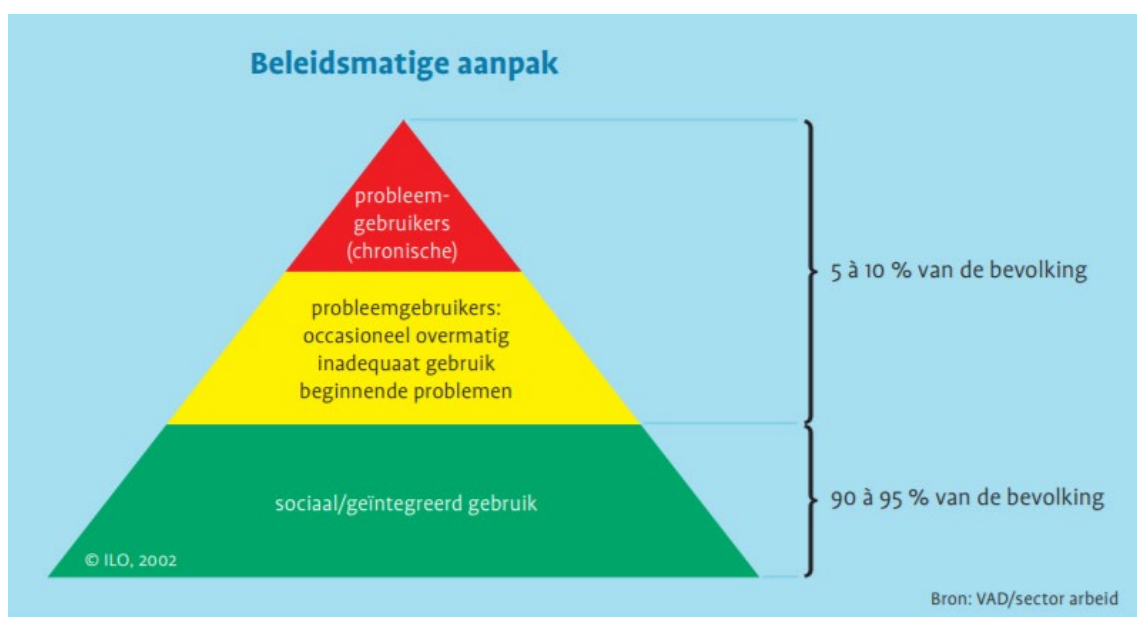 Beleidsmatige aanpak
probleem-
gebruikers
(chronische)
5 à 10 % van de bevolking
probleemgebruikers:
occasioneel overmatig
inadequaat gebruik
beginnende problemen
sociaal/geïntegreerd gebruik
90 à 95 % van de bevolking
© ILO, 2002
Bron: VAD/sector arbeid